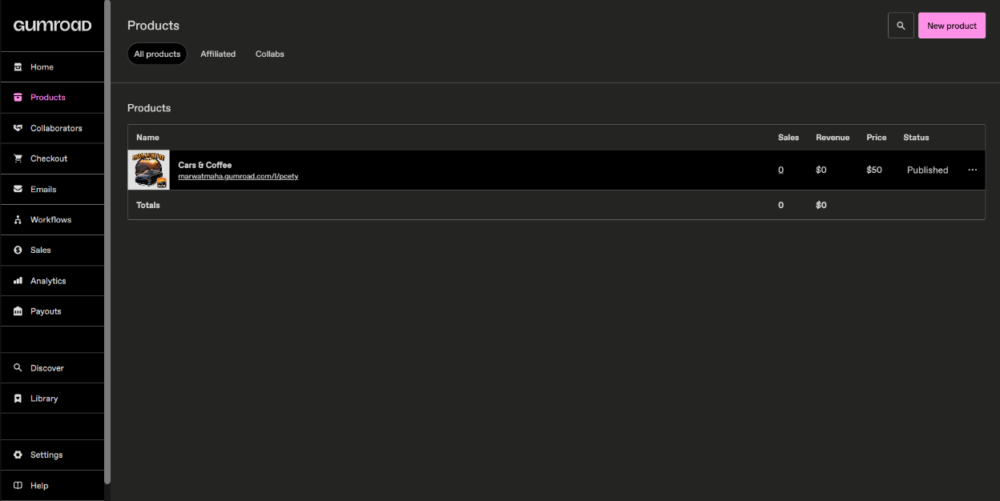 GUMROAD
Home
Products
Collaborators
Checkout
Emails
Workflows
Sales
Analytics
Payouts
Discover
Library
Settings
Help
Products
New product
All products Affiliated Collabs
Products
Name Sales Revenue Price Status
Cars & Coffee
marwatmaha.gumroad.com/l/pcety
0 $0 $50 Published ...
Totals 0 $0